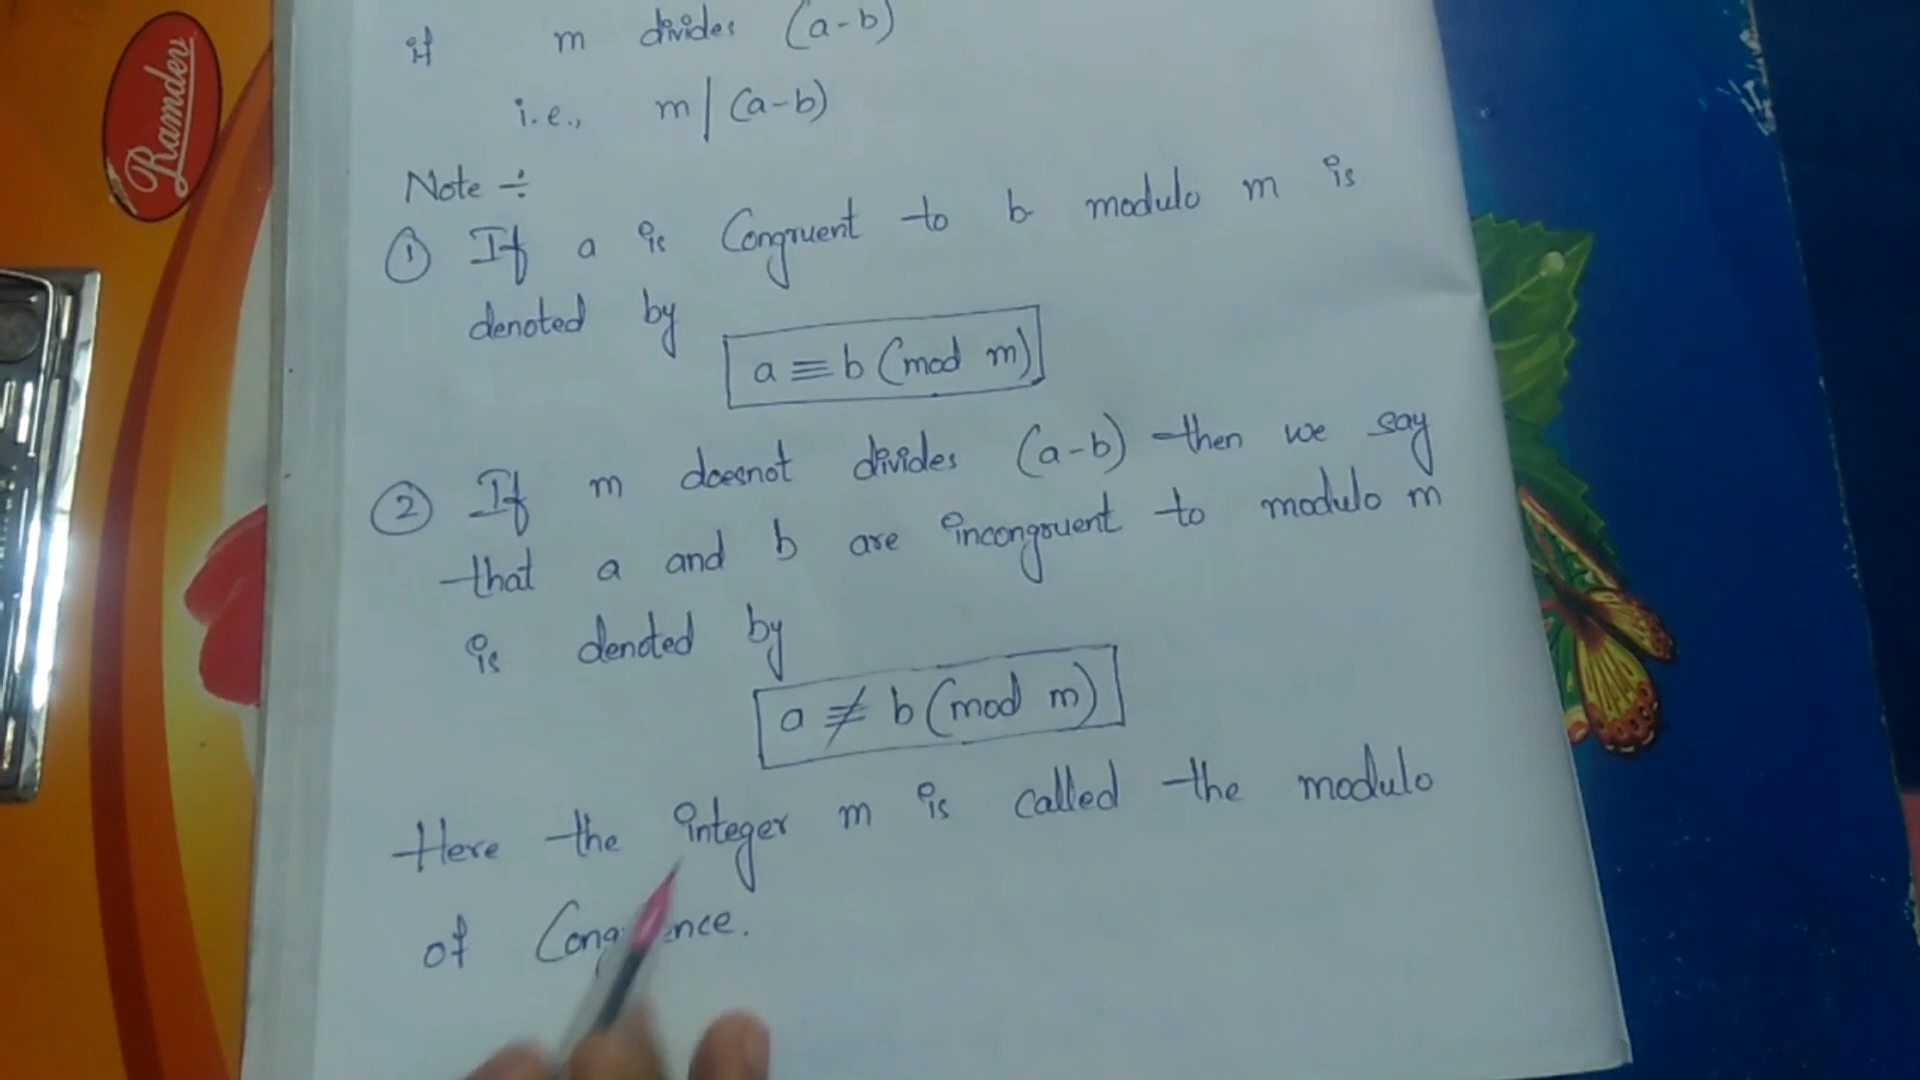 Ramdev
if m divides (a-b)
i.e., m | (a-b)
Note ÷
① If a is Congruent to b modulo m is
denoted by
a ≡ b (mod m)
② If m doesnot divides (a-b) then we say
that a and b are incongruent to modulo m
is denoted by
a ≢ b (mod m)
Here the integer m is called the modulo
of